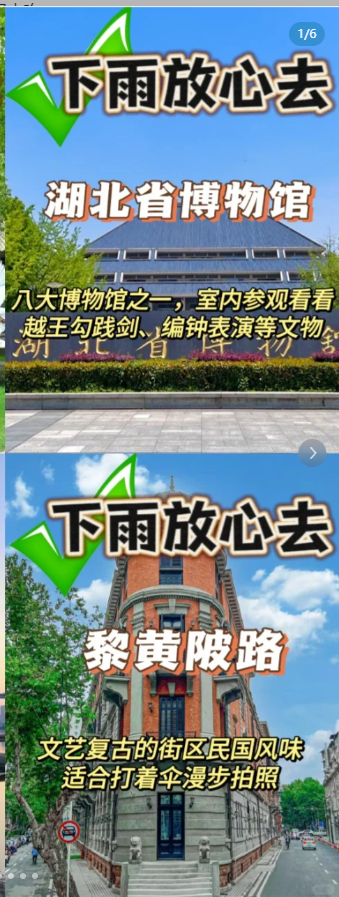 1/6
下雨放心去
湖北省博物馆
八大博物馆之一，室内参观看看
越王勾践剑、编钟表演等文物
湖北省博物馆
下雨放心去
黎黄陂路
文艺复古的街区民国风味
适合打着伞漫步拍照